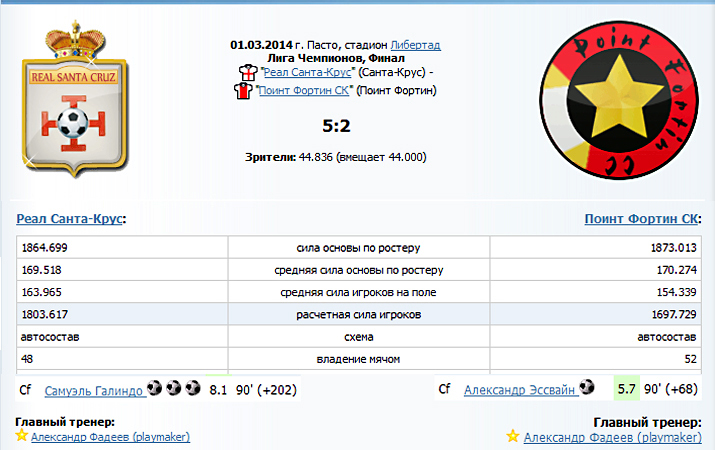 REAL SANTA CRUZ
01.03.2014 г. Пасто, стадион Либертад
Лига Чемпионов, Финал
"Реал Санта-Крус" (Санта-Крус) -
"Поинт Фортин СК" (Поинт Фортин)
5:2
Зрители: 44.836 (вмещает 44.000)
Point Fortin CC
Реал Санта-Крус: Поинт Фортин СК:
1864.699 сила основы по ростеру 1873.013
169.518 средняя сила основы по ростеру 170.274
163.965 средняя сила игроков на поле 154.339
1803.617 расчетная сила игроков 1697.729
автосостав схема автосостав
48 владение мячом 52
Cf Самуэль Галиндо 8.1 90' (+202) Cf Александр Эссвайн 5.7 90' (+68)
Главный тренер: Главный тренер:
Александр Фадеев (playmaker) Александр Фадеев (playmaker)